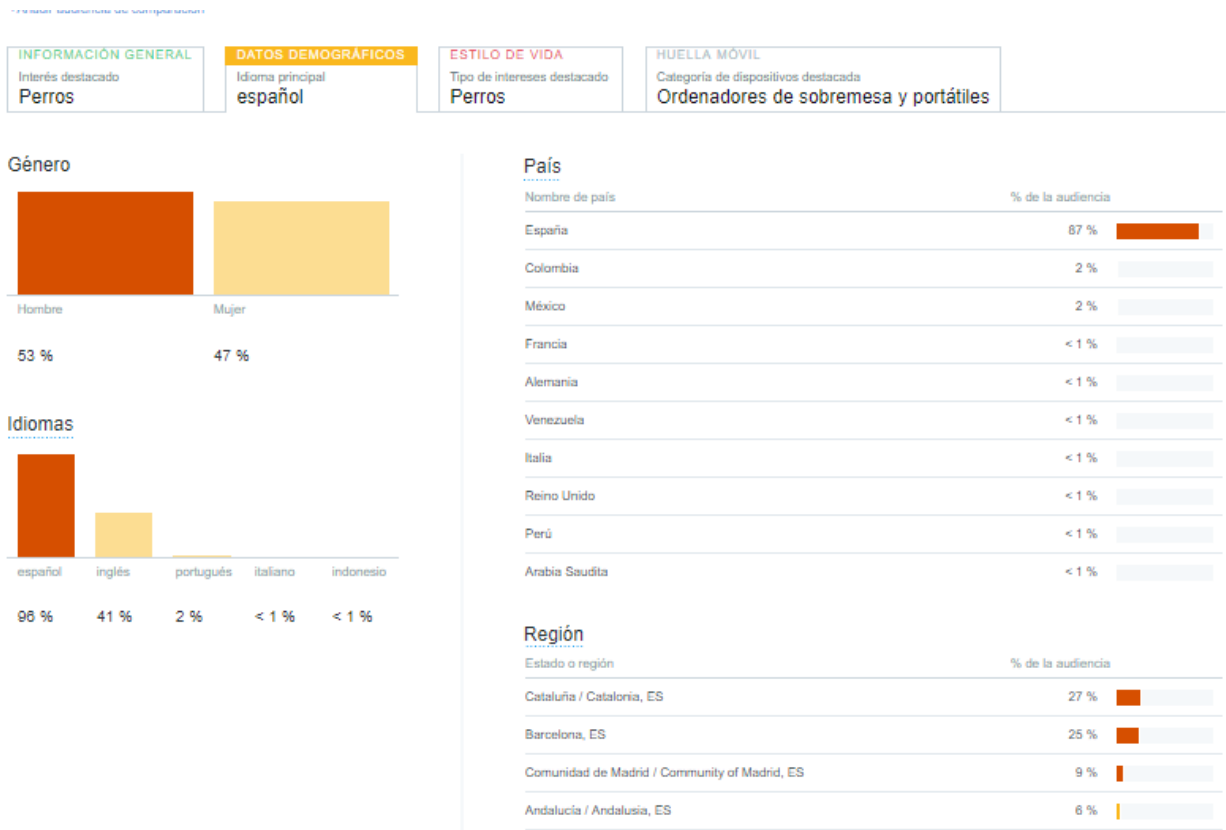 INFORMACIÓN GENERAL
Interés destacado
Perros
DATOS DEMOGRÁFICOS
Idioma principal
español
ESTILO DE VIDA
Tipo de intereses destacado
Perros
HUELLA MÓVIL
Categoría de dispositivos destacada
Ordenadores de sobremesa y portátiles
Género
Hombre Mujer
53 % 47 %
Idiomas
español inglés portugués italiano indonesio
96 % 41 % 2 % < 1 % < 1 %
País
Nombre de país % de la audiencia
España 87 %
Colombia 2 %
México 2 %
Francia < 1 %
Alemania < 1 %
Venezuela < 1 %
Italia < 1 %
Reino Unido < 1 %
Perú < 1 %
Arabia Saudita < 1 %
Región
Estado o región % de la audiencia
Cataluña / Catalonia, ES 27 %
Barcelona, ES 25 %
Comunidad de Madrid / Community of Madrid, ES 9 %
Andalucía / Andalusia, ES 6 %